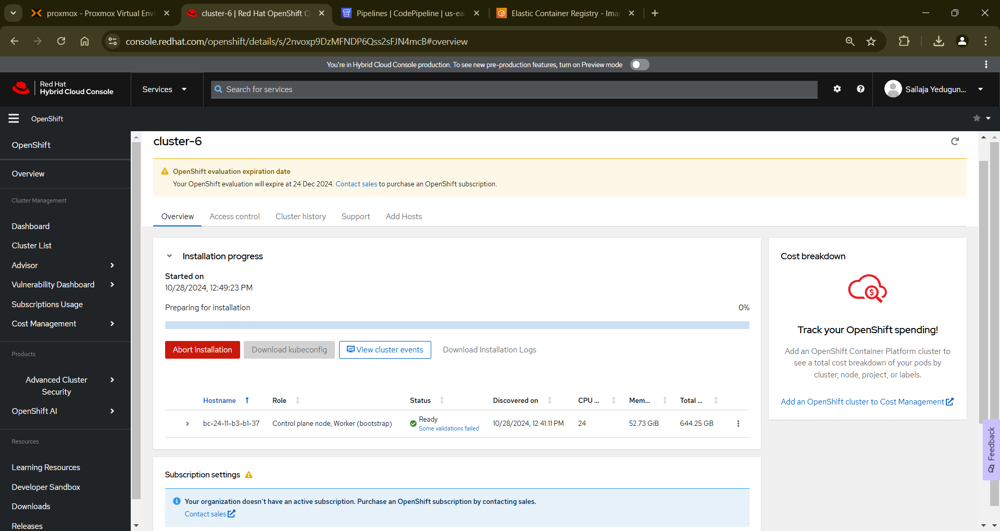 proxmox - Proxmox Virtual Envi
cluster-6 | Red Hat OpenShift C
Pipelines | CodePipeline | us-eas
Elastic Container Registry - Imag
console.redhat.com/openshift/details/s/2nvoxp9DzMFNDP6Qss2sFJN4mcB#overview
You're in Hybrid Cloud Console production. To see new pre-production features, turn on Preview mode
Red Hat
Hybrid Cloud Console
Services
Search for services
Sailaja Yedugun...
OpenShift
OpenShift
Overview
Cluster Management
Dashboard
Cluster List
Advisor
Vulnerability Dashboard
Subscriptions Usage
Cost Management
Products
Advanced Cluster
Security
OpenShift AI
Resources
Learning Resources
Developer Sandbox
Downloads
Releases
cluster-6
OpenShift evaluation expiration date
Your OpenShift evaluation will expire at 24 Dec 2024. Contact sales to purchase an OpenShift subscription.
Overview Access control Cluster history Support Add Hosts
Installation progress
Started on
10/28/2024, 12:49:23 PM
Preparing for installation 0%
Abort installation Download kubeconfig View cluster events Download Installation Logs
Hostname Role Status Discovered on CPU ... Mem... Total ...
bc-24-11-b3-b1-37 Control plane node, Worker (bootstrap) Ready 10/28/2024, 12:41:11 PM 24 52.73 GiB 644.25 GB
Some validations failed
Subscription settings
Your organization doesn't have an active subscription. Purchase an OpenShift subscription by contacting sales.
Contact sales
Cost breakdown
Track your OpenShift spending!
Add an OpenShift Container Platform cluster to
see a total cost breakdown of your pods by
cluster, node, project, or labels.
Add an OpenShift cluster to Cost Management
Feedback